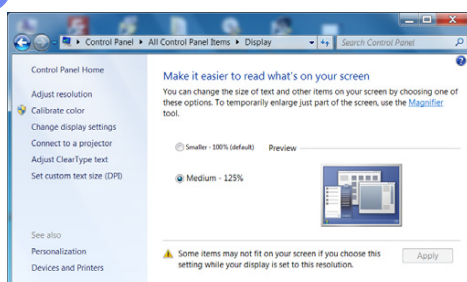 Control Panel ▸ All Control Panel Items ▸ Display
Search Control Panel
Control Panel Home
Adjust resolution
Calibrate color
Change display settings
Connect to a projector
Adjust ClearType text
Set custom text size (DPI)
See also
Personalization
Devices and Printers
Make it easier to read what's on your screen
You can change the size of text and other items on your screen by choosing one of
these options. To temporarily enlarge just part of the screen, use the Magnifier
tool.
Smaller - 100% (default)
Preview
Medium - 125%
Some items may not fit on your screen if you choose this
setting while your display is set to this resolution.
Apply